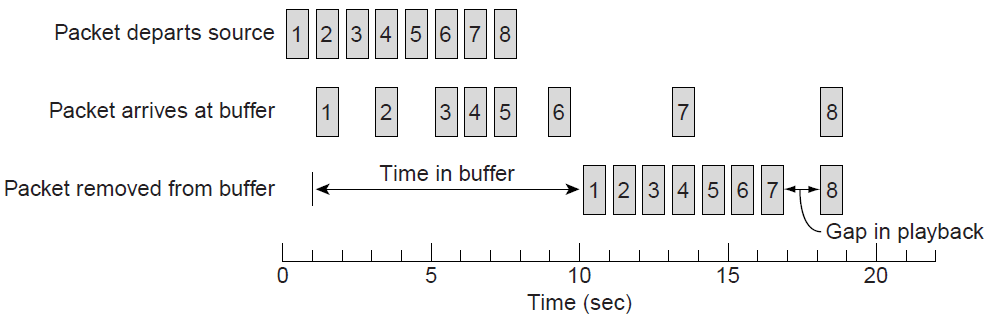 Packet departs source 1 2 3 4 5 6 7 8
Packet arrives at buffer 1 2 3 4 5 6 7 8
Time in buffer
Packet removed from buffer 1 2 3 4 5 6 7 8
Gap in playback
0 5 10 15 20
Time (sec)